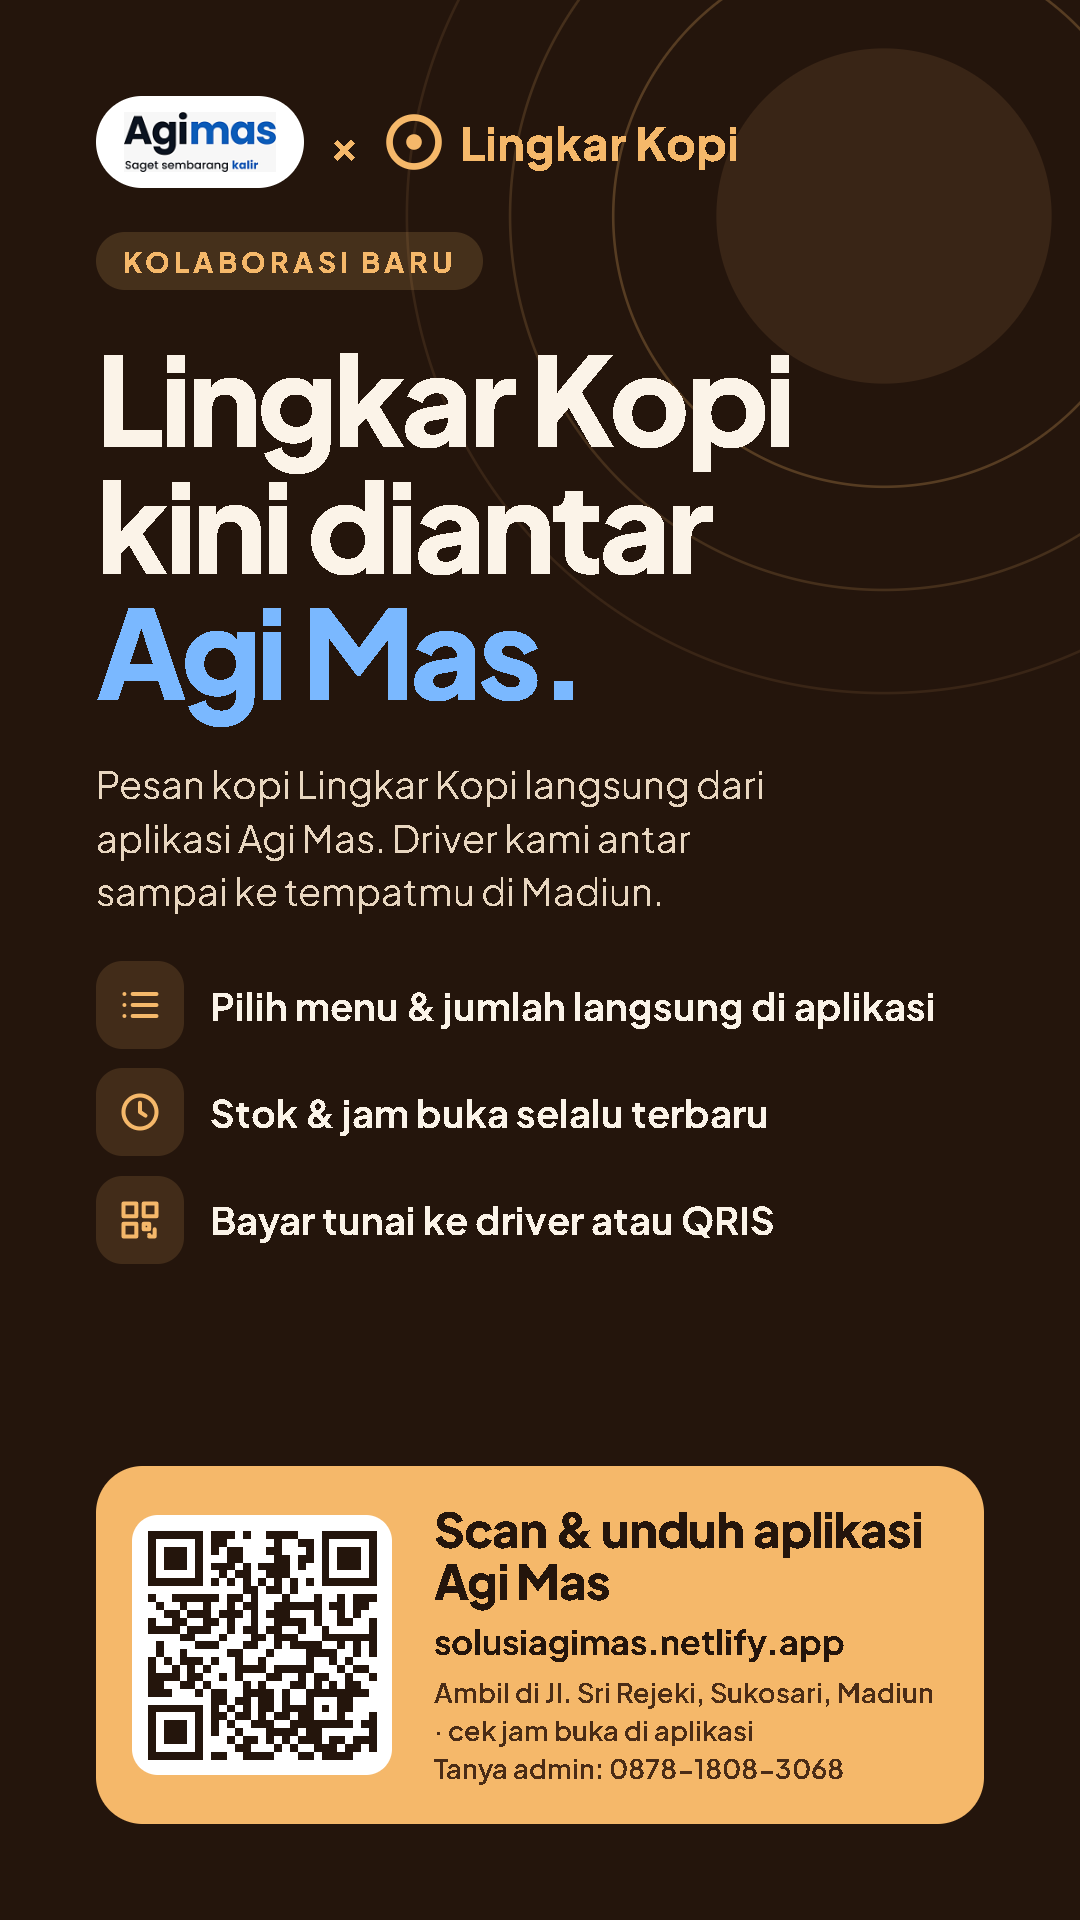 Agimas
Saget sembarang kalir
× Lingkar Kopi
KOLABORASI BARU
Lingkar Kopi
kini diantar
Agi Mas.
Pesan kopi Lingkar Kopi langsung dari
aplikasi Agi Mas. Driver kami antar
sampai ke tempatmu di Madiun.
Pilih menu & jumlah langsung di aplikasi
Stok & jam buka selalu terbaru
Bayar tunai ke driver atau QRIS
Scan & unduh aplikasi
Agi Mas
solusiagimas.netlify.app
Ambil di Jl. Sri Rejeki, Sukosari, Madiun
· cek jam buka di aplikasi
Tanya admin: 0878-1808-3068